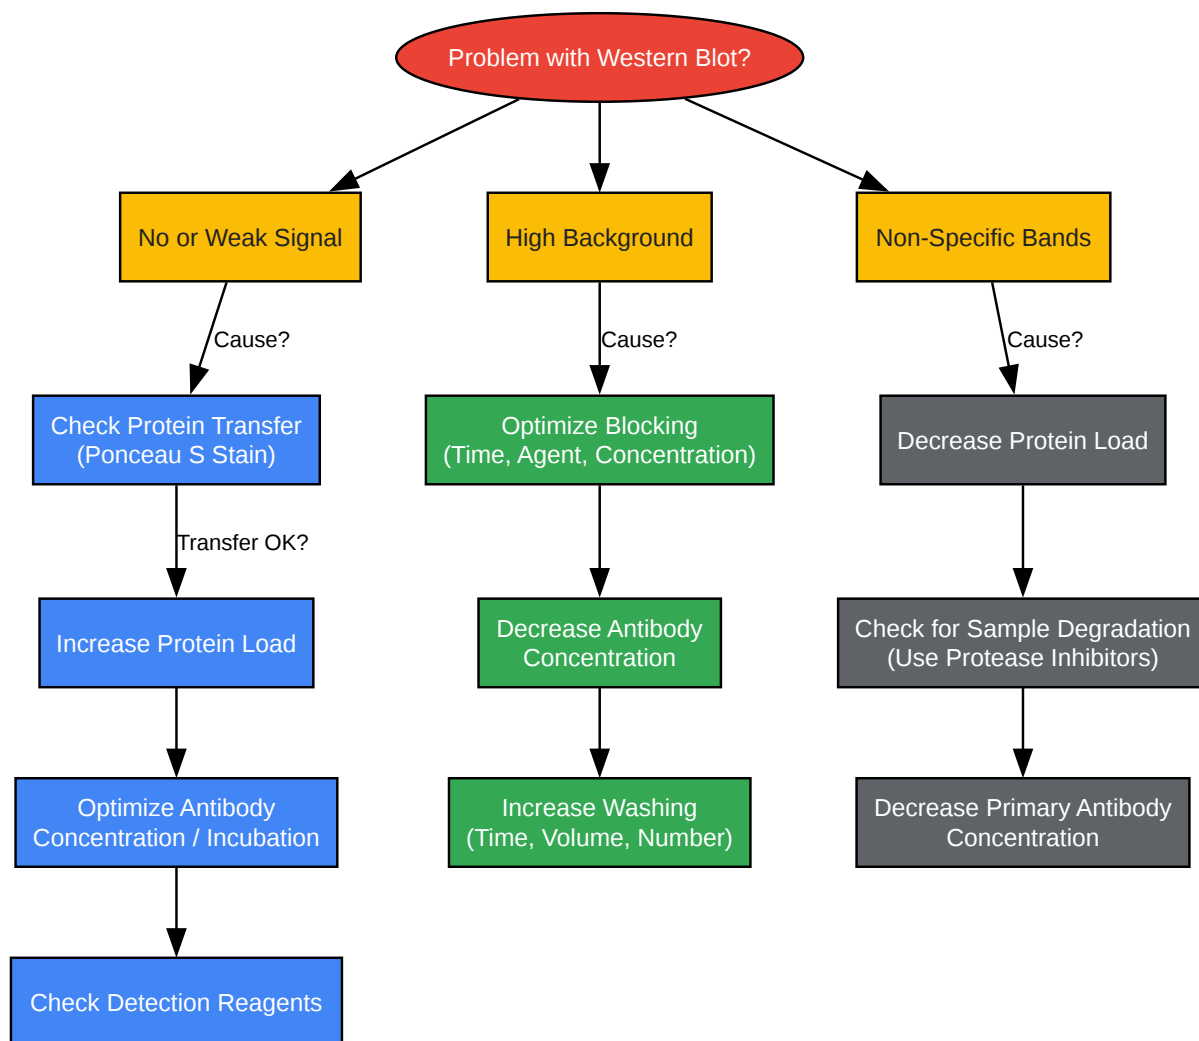 Problem with Western Blot?
No or Weak Signal
High Background
Non-Specific Bands
Cause?
Cause?
Cause?
Check Protein Transfer
(Ponceau S Stain)
Optimize Blocking
(Time, Agent, Concentration)
Decrease Protein Load
Transfer OK?
Increase Protein Load
Decrease Antibody
Concentration
Check for Sample Degradation
(Use Protease Inhibitors)
Optimize Antibody
Concentration / Incubation
Increase Washing
(Time, Volume, Number)
Decrease Primary Antibody
Concentration
Check Detection Reagents